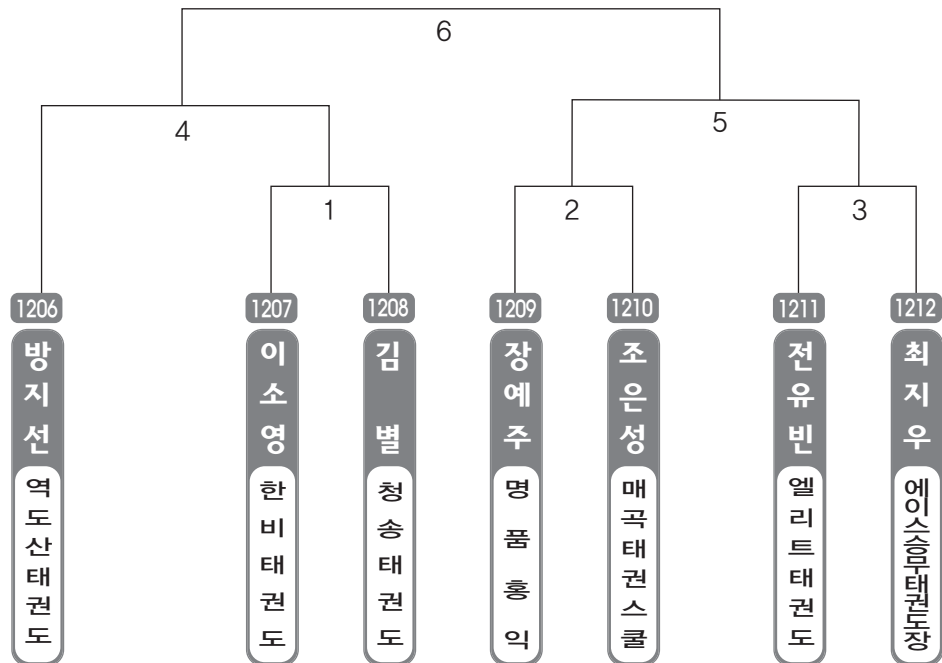 6
4
5
1
2
3
1206
1207
1208
1209
1210
1211
1212
방지선
이소영
김 별
장예주
조은성
전유빈
최지우
역도산태권도
한비태권도
청송태권도
명품홍익
매곡태권스쿨
엘리트태권도
에이스승무태권도장